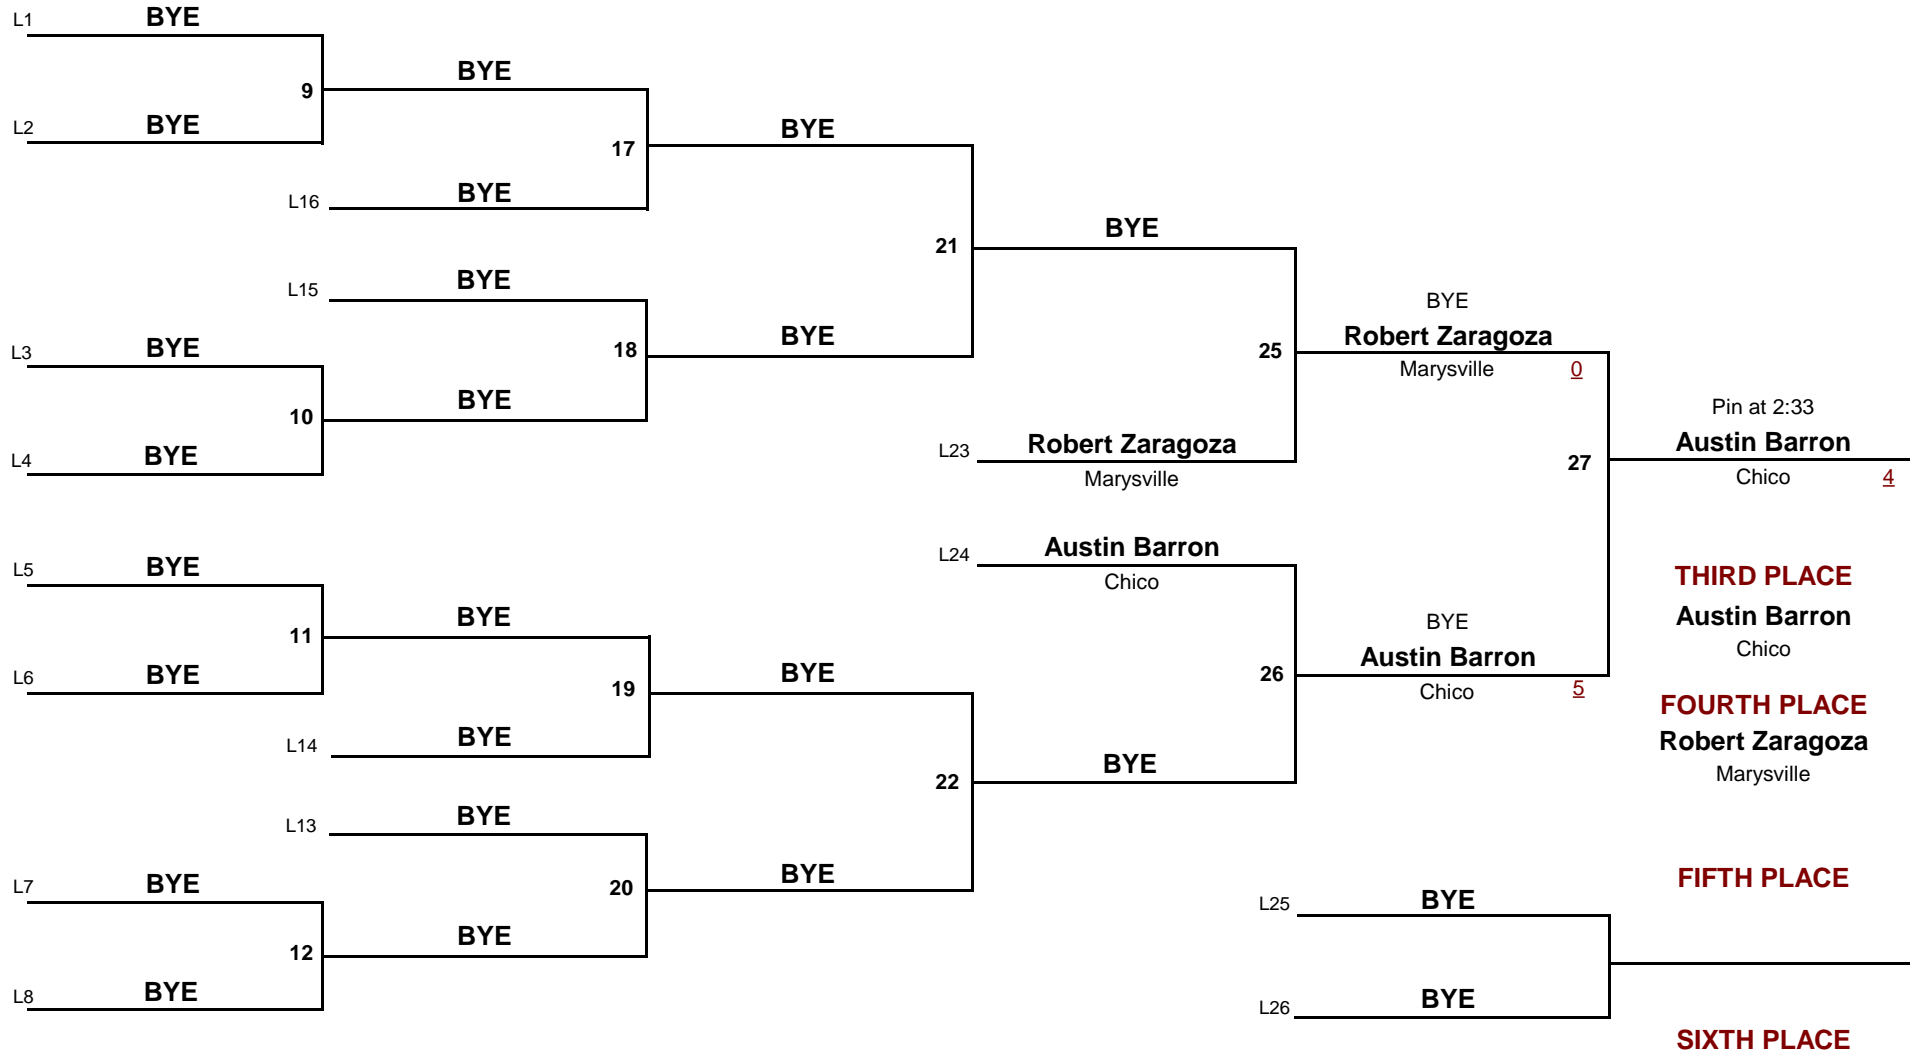 L1 BYE
9
L2 BYE
BYE
17
L16 BYE
BYE
21
L15 BYE
18
BYE
L3 BYE
10
BYE
L4 BYE
BYE
25
L23 Robert Zaragoza
Marysville
BYE
Robert Zaragoza
Marysville 0
27
Pin at 2:33
Austin Barron
Chico 4
L24 Austin Barron
Chico
26
BYE
Austin Barron
Chico 5
L5 BYE
11
L6 BYE
BYE
19
L14 BYE
BYE
22
BYE
L13 BYE
20
BYE
L7 BYE
12
BYE
L8 BYE
THIRD PLACE
Austin Barron
Chico
FOURTH PLACE
Robert Zaragoza
Marysville
FIFTH PLACE
L25 BYE
L26 BYE
SIXTH PLACE